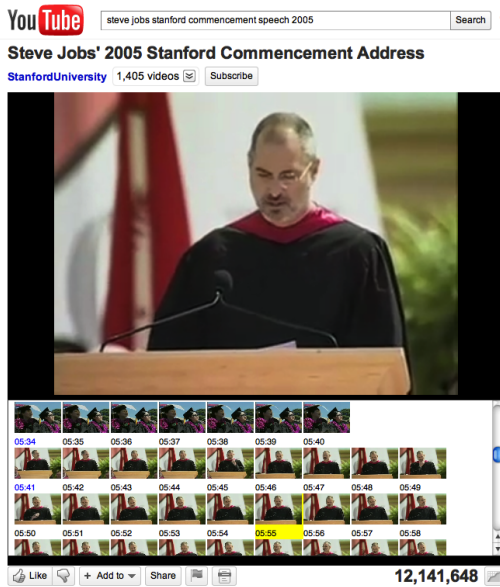 YouTube
steve jobs stanford commencement speech 2005 Search
Steve Jobs' 2005 Stanford Commencement Address
StanfordUniversity 1,405 videos Subscribe
05:34 05:35 05:36 05:37 05:38 05:39 05:40
05:41 05:42 05:43 05:44 05:45 05:46 05:47 05:48 05:49
05:50 05:51 05:52 05:53 05:54 05:55 05:56 05:57 05:58
Like + Add to Share 12,141,648